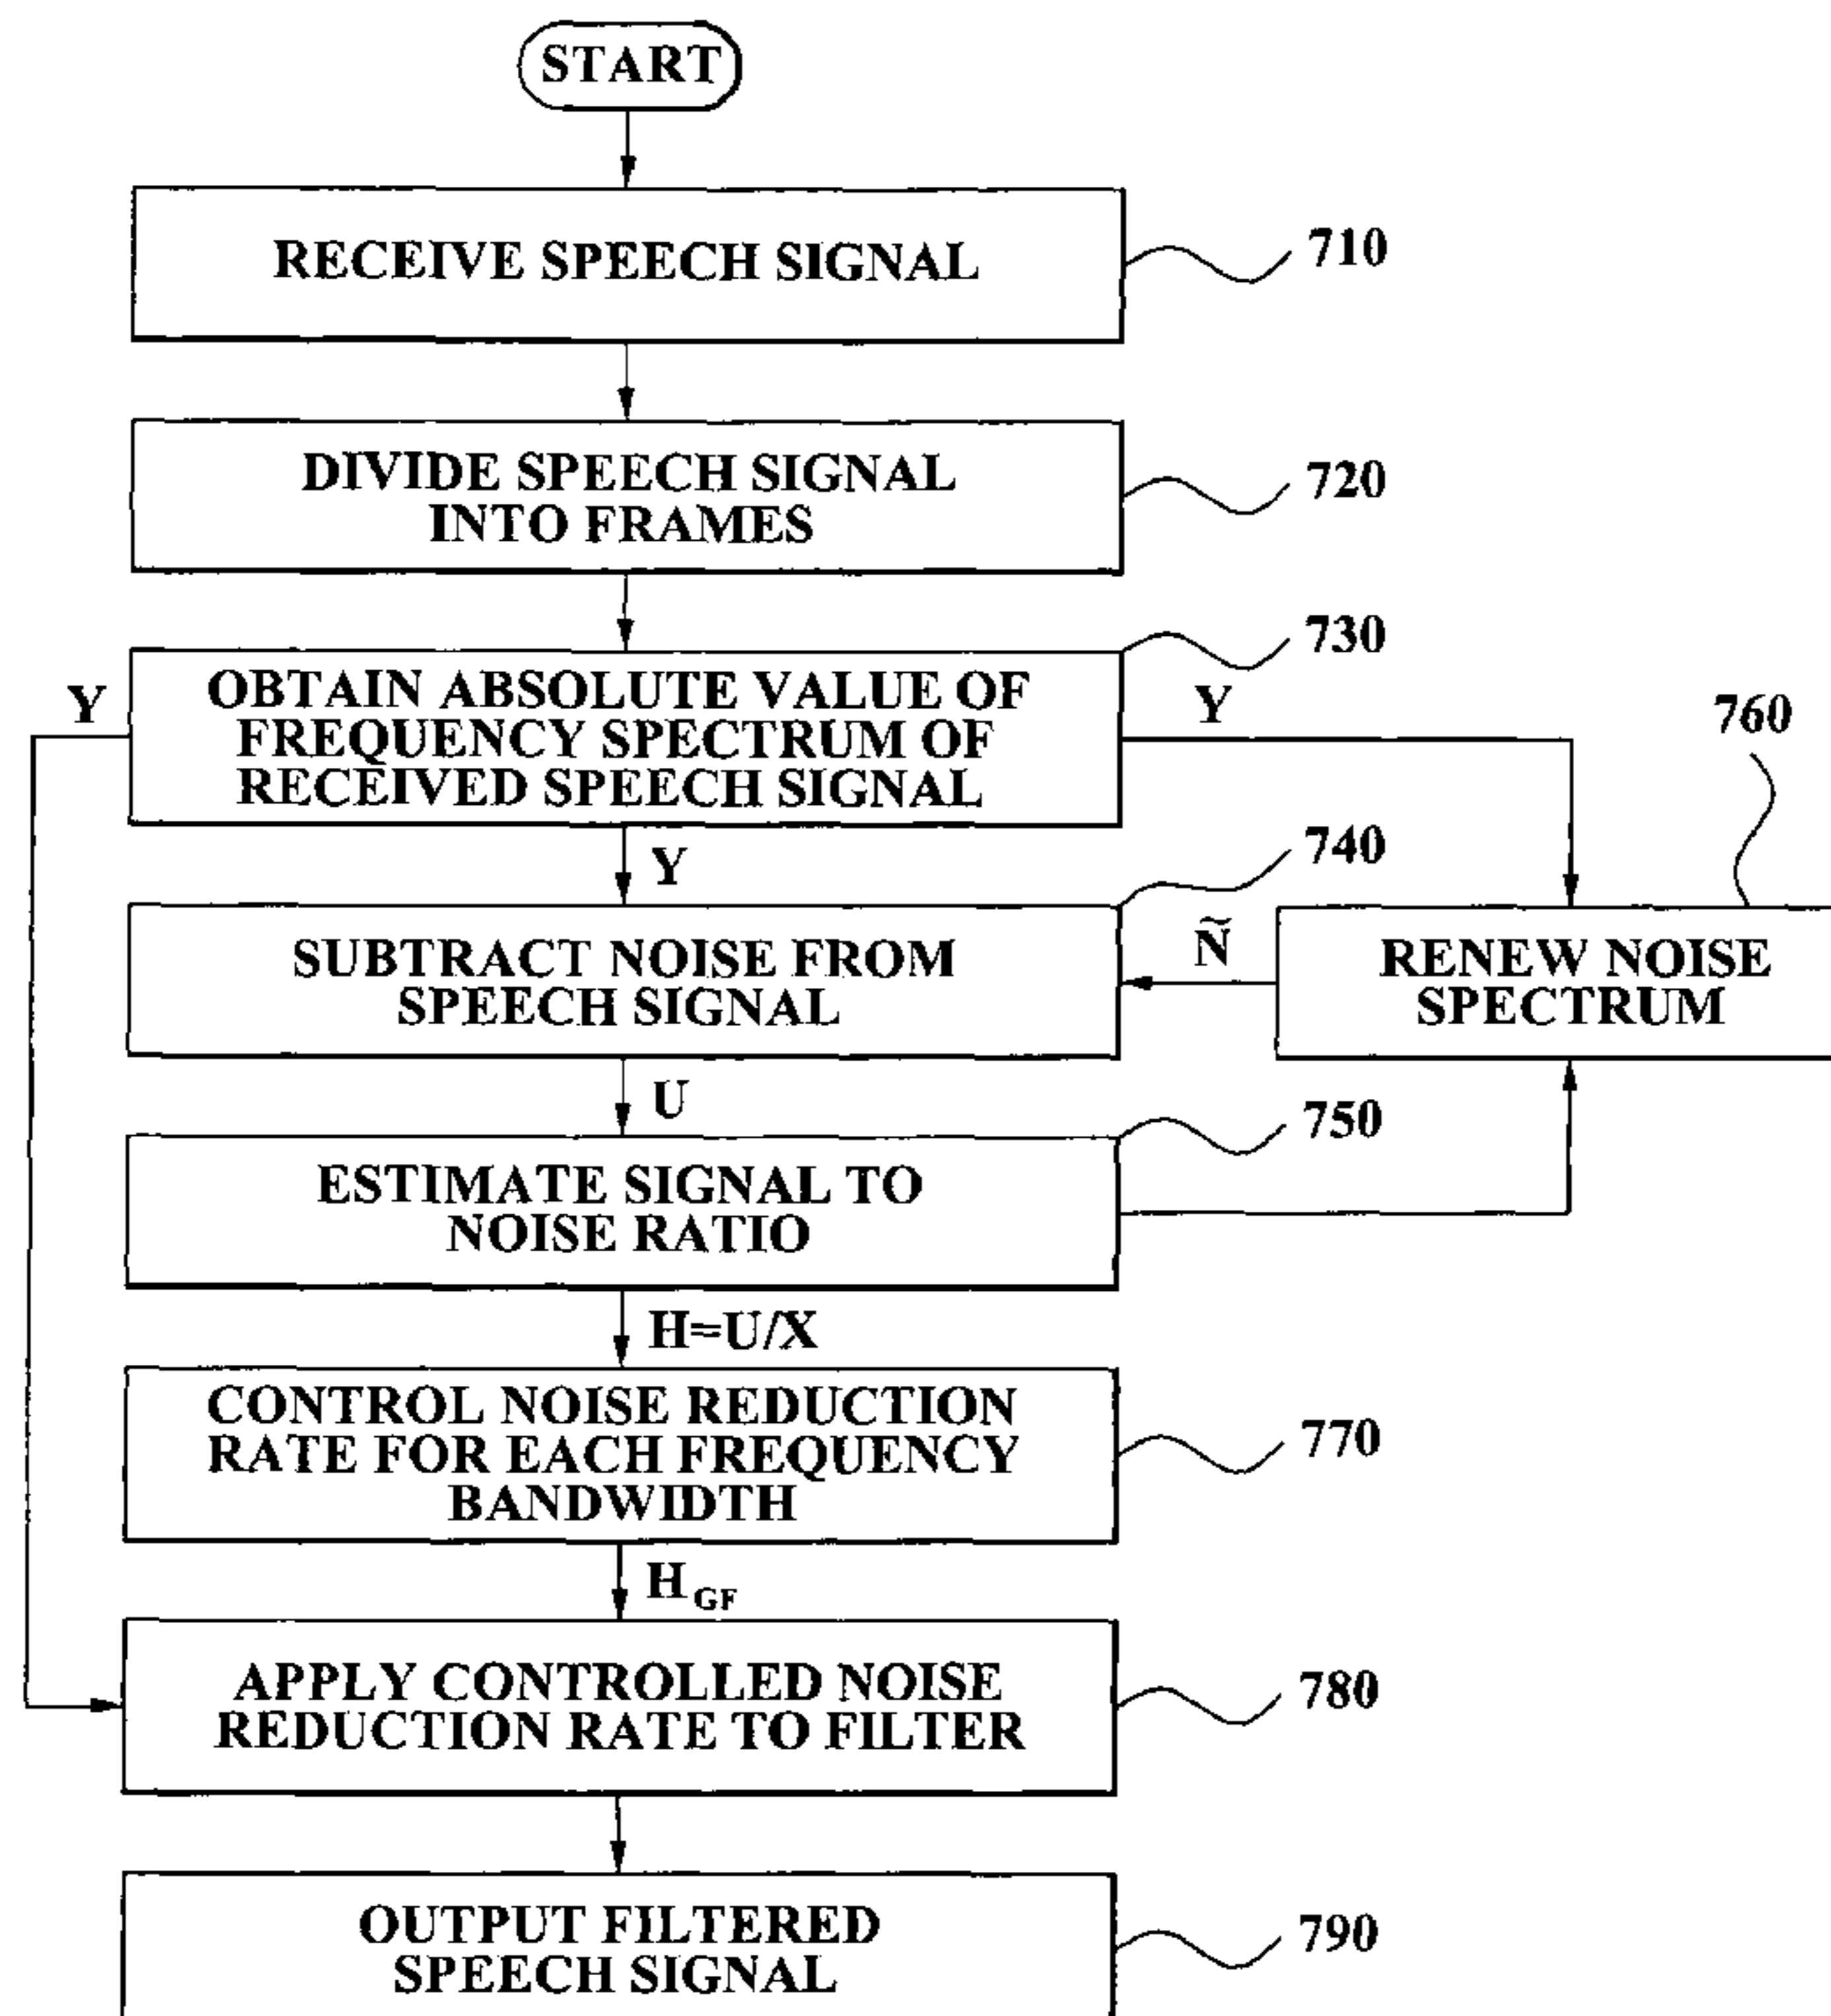 START
RECEIVE SPEECH SIGNAL
710
DIVIDE SPEECH SIGNAL
INTO FRAMES
720
730
Y
OBTAIN ABSOLUTE VALUE OF
FREQUENCY SPECTRUM OF
RECEIVED SPEECH SIGNAL
Y
760
Y
740
SUBTRACT NOISE FROM
SPEECH SIGNAL
Ñ
RENEW NOISE
SPECTRUM
U
750
ESTIMATE SIGNAL TO
NOISE RATIO
H=U/X
CONTROL NOISE REDUCTION
RATE FOR EACH FREQUENCY
BANDWIDTH
770
H GF
APPLY CONTROLLED NOISE
REDUCTION RATE TO FILTER
780
OUTPUT FILTERED
SPEECH SIGNAL
790